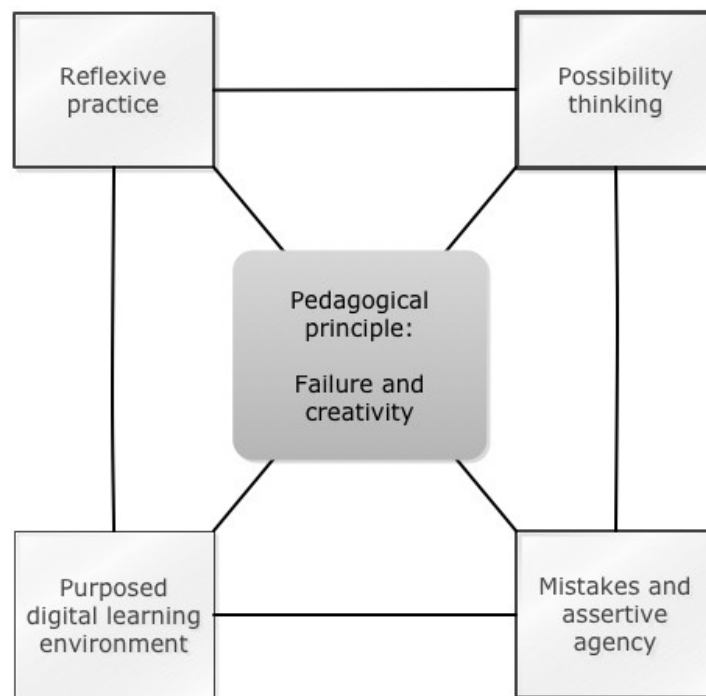 Reflexive
practice
Possibility
thinking
Pedagogical
principle:
Failure and
creativity
Purposed
digital learning
environment
Mistakes and
assertive
agency